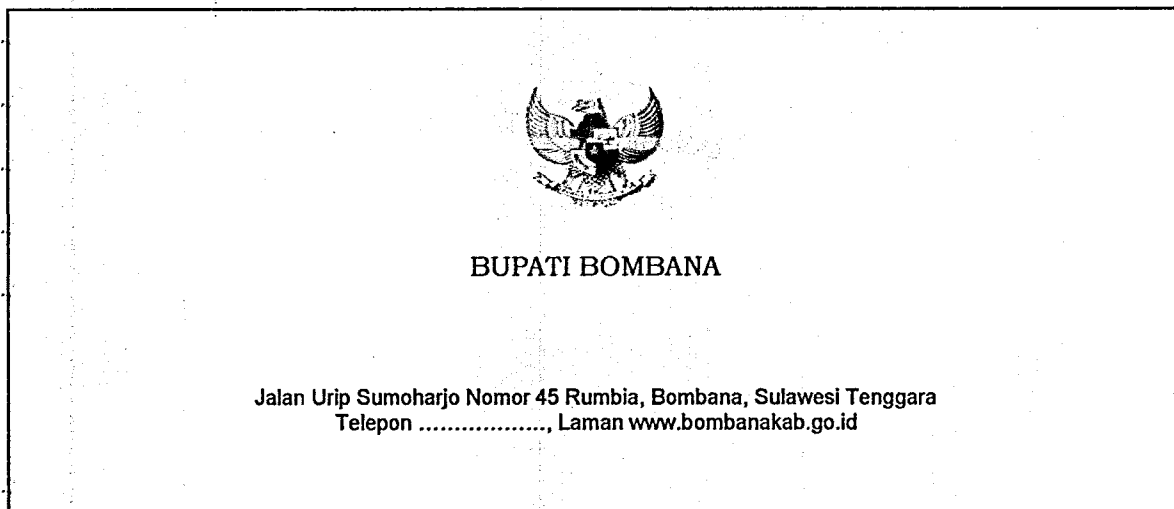 BUPATI BOMBANA
Jalan Urip Sumoharjo Nomor 45 Rumbia, Bombana, Sulawesi Tenggara
Telepon .................., Laman www.bombanakab.go.id